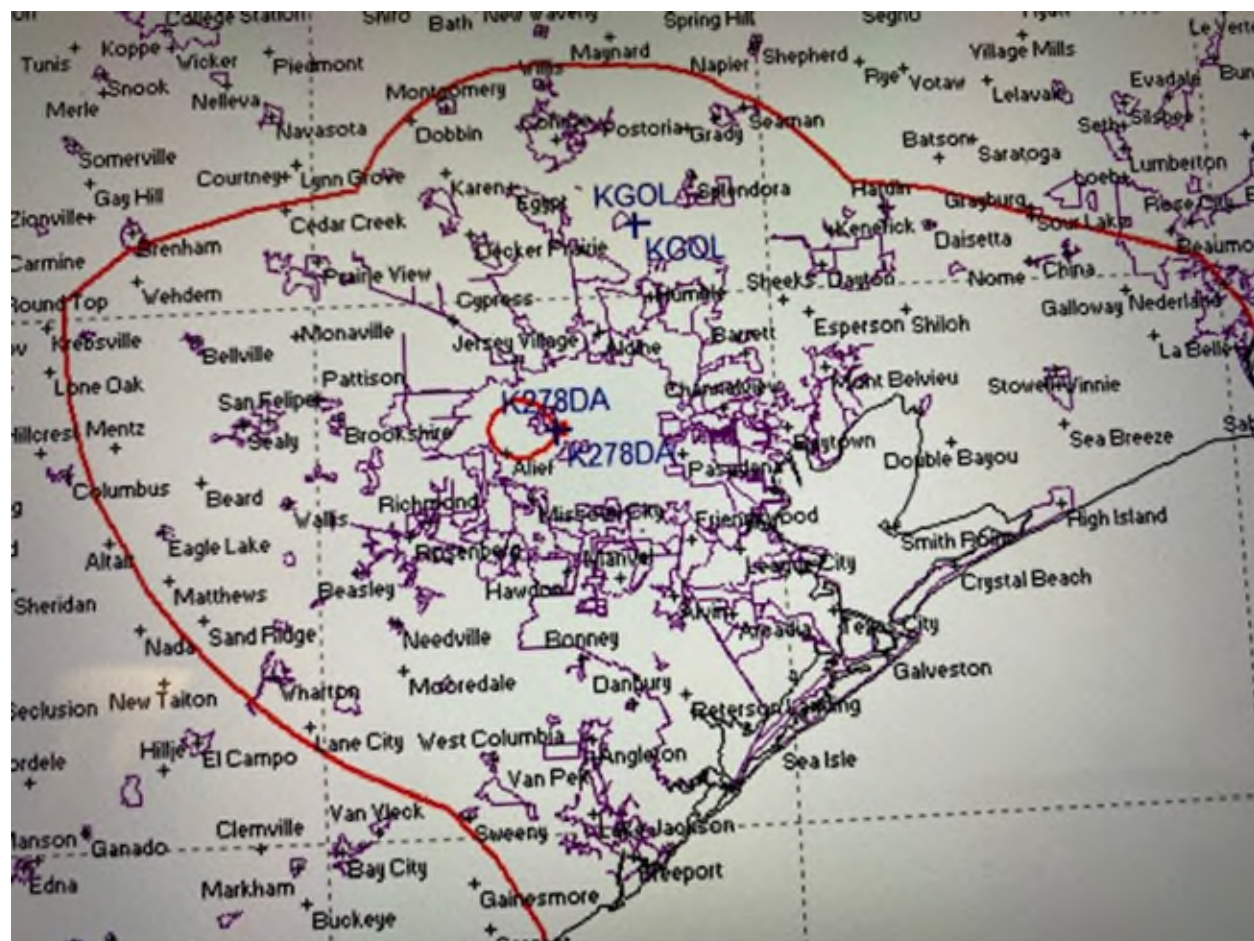 College Station
Shiro
Bath
New Waverly
Spring Hill
Segno
Koppe
Wicker
Piedmont
Maynard
Napier
Shepherd
Village Mills
Tunis
Snook
Nelleva
Willis
Rye
Votaw
Lelavale
Evadale
Merle
Navasota
Montgomery
Dobbin
Conroe
Postoria
Grady
Seaman
Silsbee
Somerville
Courtney
Lynn Grove
Batson
Saratoga
Lumberton
Gay Hill
Karen
Egypt
KGOL
Splendora
Hardin
Grayburg
Loeb
Rose City
Zionville
Cedar Creek
Kenefick
Daisetta
Sour Lake
Carmine
Brenham
Decker Prairie
KGOL
Beaumo
Round Top
Wehdem
Prairie View
Sheeks
Dayton
Nome
China
Cypress
Humble
Galloway
Nederland
Krebsville
Bellville
Monaville
Jersey Village
Aldine
Barrett
Esperson
Shiloh
La Belle
Lone Oak
Pattison
Channelview
Mont Belvieu
Stowell
Winnie
San Felipe
K278DA
Hillcrest
Mentz
Sealy
Brookshire
Baytown
Double Bayou
Sea Breeze
Sab
Alief
K278DA
Pasadena
Columbus
Beard
Richmond
Wallis
Missouri City
Friendswood
High Island
Altair
Eagle Lake
Rosenberg
Manvel
Smith Point
League City
Crystal Beach
Sheridan
Matthews
Beasley
Hawdon
Alvin
Arcadia
Texas City
Nada
Sand Ridge
Needville
Bonney
Galveston
Seclusion
New Taiton
Wharton
Mooredale
Danbury
Peterson Landing
Hillje
El Campo
Lane City
West Columbia
Angleton
Sea Isle
ordele
Van Pelt
Manson
Ganado
Clemville
Van Vleck
Sweeny
Lake Jackson
Edna
Markham
Bay City
Freeport
Buckeye
Gainesmore